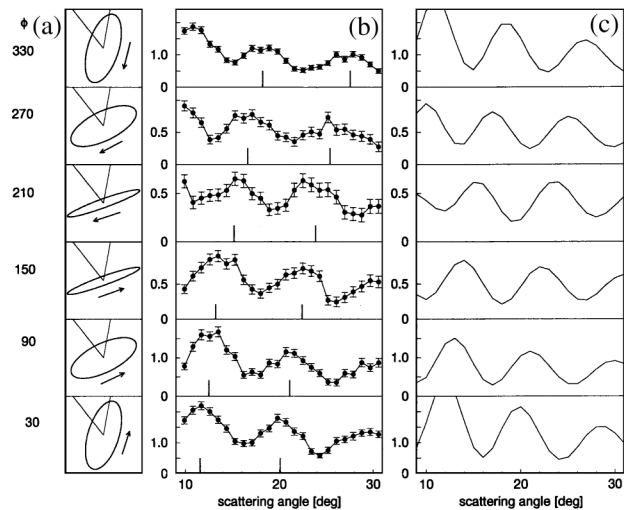 ϕ (a) (b) (c)
330 1.0 0 1.0 0
270 0.5 0 0.5 0
210 0.5 0 0.5 0
150 0.5 0 0.5 0
90 1.0 0 1.0 0
30 1.0 0 1.0 0
10 20 30 10 20 30
scattering angle [deg] scattering angle [deg]